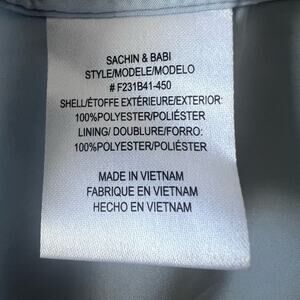 SACHIN & BABI
STYLE/MODELE/MODELO
# F231B41-450
SHELL/ÉTOFFE EXTÉRIEURE/EXTERIOR:
100%POLYESTER/POLIÉSTER
LINING/ DOUBLURE/FORRO:
100%POLYESTER/POLIÉSTER
MADE IN VIETNAM
FABRIQUE EN VIETNAM
HECHO EN VIETNAM